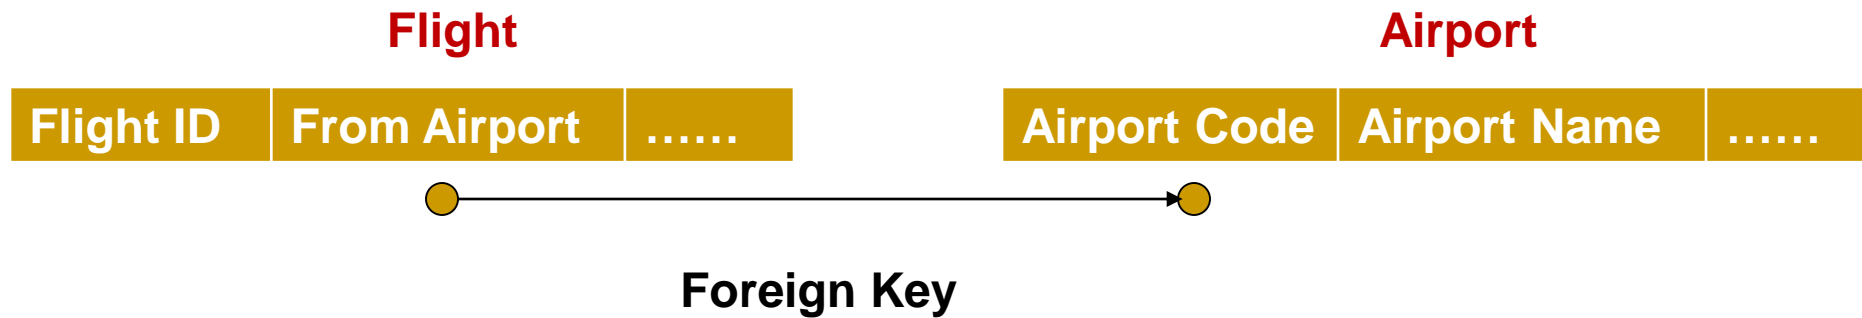 Flight Airport
Flight ID From Airport …… Airport Code Airport Name ……
Foreign Key